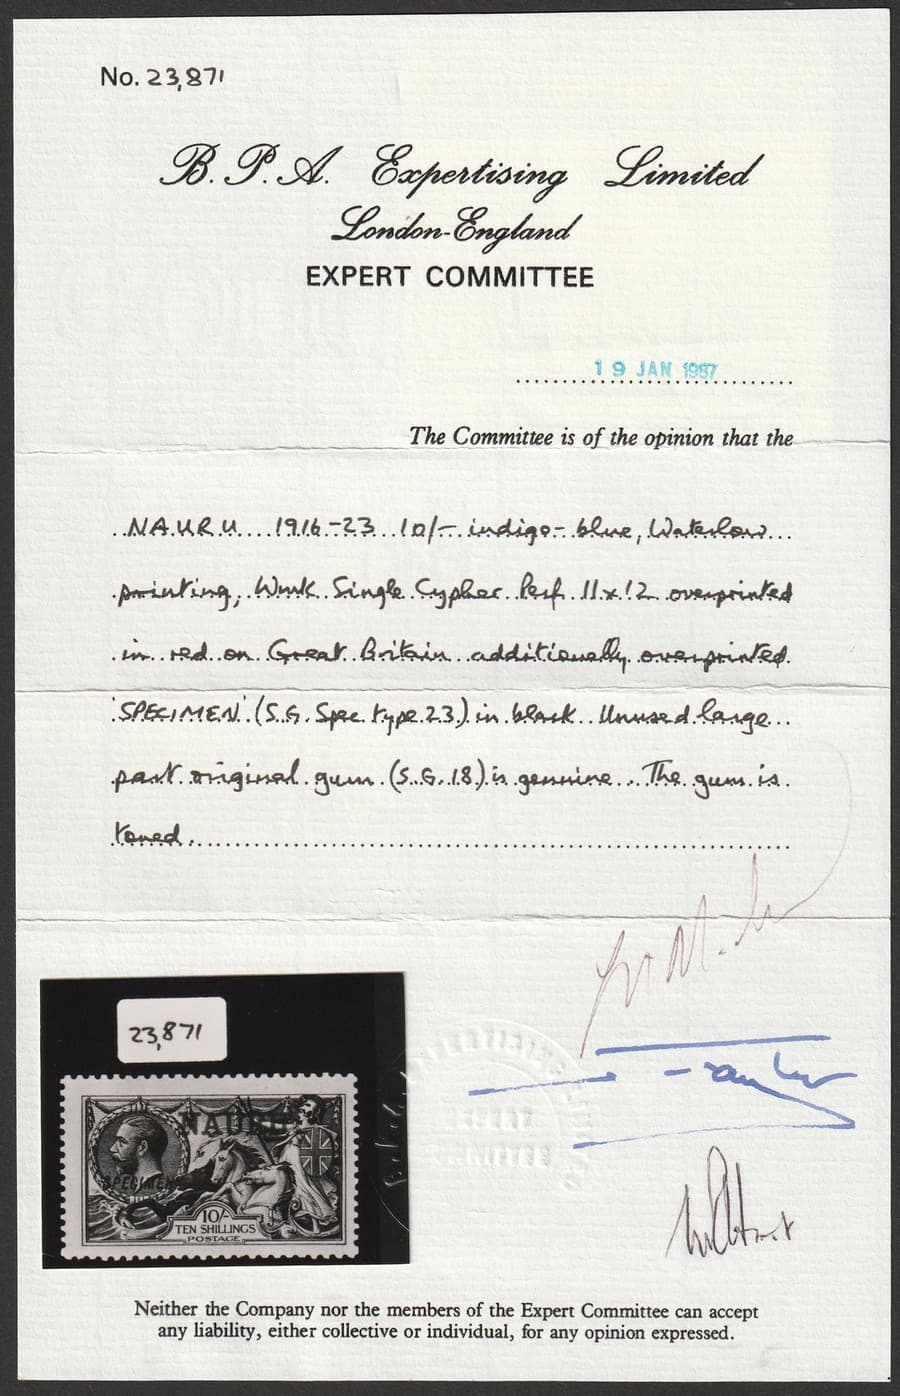 No. 23,871
B. P. A. Expertising Limited
London-England
EXPERT COMMITTEE
19 JAN 1987
The Committee is of the opinion that the
NAURU 1916-23 10/- indigo-blue, Waterlow
printing, Wmk Single Cypher Perf 11x12 overprinted
in red on Great Britain additionally overprinted
'SPECIMEN' (S.G. Spec type 23) in black Unused large
part original gum (S.G. 18) is genuine. The gum is
toned.
23,871
NAURU
SPECIMEN
10/-
TEN SHILLINGS
POSTAGE
EXPERT
COMMITTEE
Neither the Company nor the members of the Expert Committee can accept
any liability, either collective or individual, for any opinion expressed.